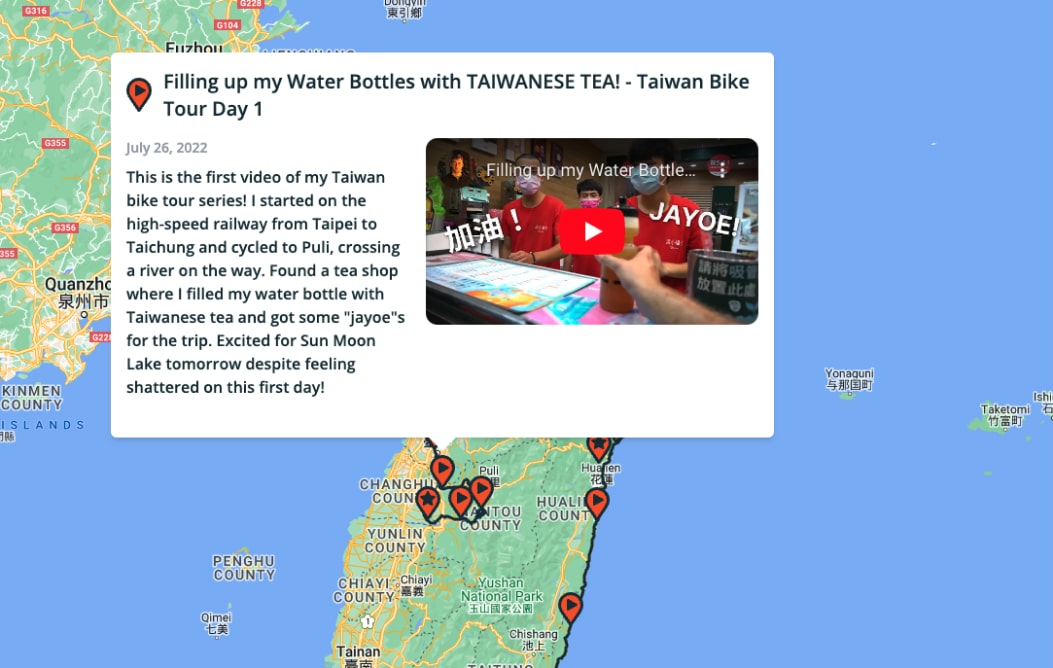 G316
G228
Dongyin
東引鄉
G104
Fuzhou
Filling up my Water Bottles with TAIWANESE TEA! - Taiwan Bike
Tour Day 1
July 26, 2022
This is the first video of my Taiwan
bike tour series! I started on the
high-speed railway from Taipei to
Taichung and cycled to Puli, crossing
a river on the way. Found a tea shop
where I filled my water bottle with
Taiwanese tea and got some "jayoe"s
for the trip. Excited for Sun Moon
Lake tomorrow despite feeling
shattered on this first day!
Filling up my Water Bottle...
加油！
JAYOE!
請將吸管
放置此處
G355
G356
355
Quanzho
泉州市
G228
KINMEN
COUNTY
ISLANDS
Yonaguni
与那国町
Taketomi
竹富町
Ishi
石
Puli
里
Hualien
花蓮
CHANGHUA
COUN
NANTOU
COUNTY
HUALI
COUNT
YUNLIN
COUNTY
PENGHU
COUNTY
CHIAYI
COUNTY
Chiayi
嘉義
Yushan
National Park
玉山國家公園
Qimei
七美
1
Chishang
池上
Tainan
臺南
TAITUNG